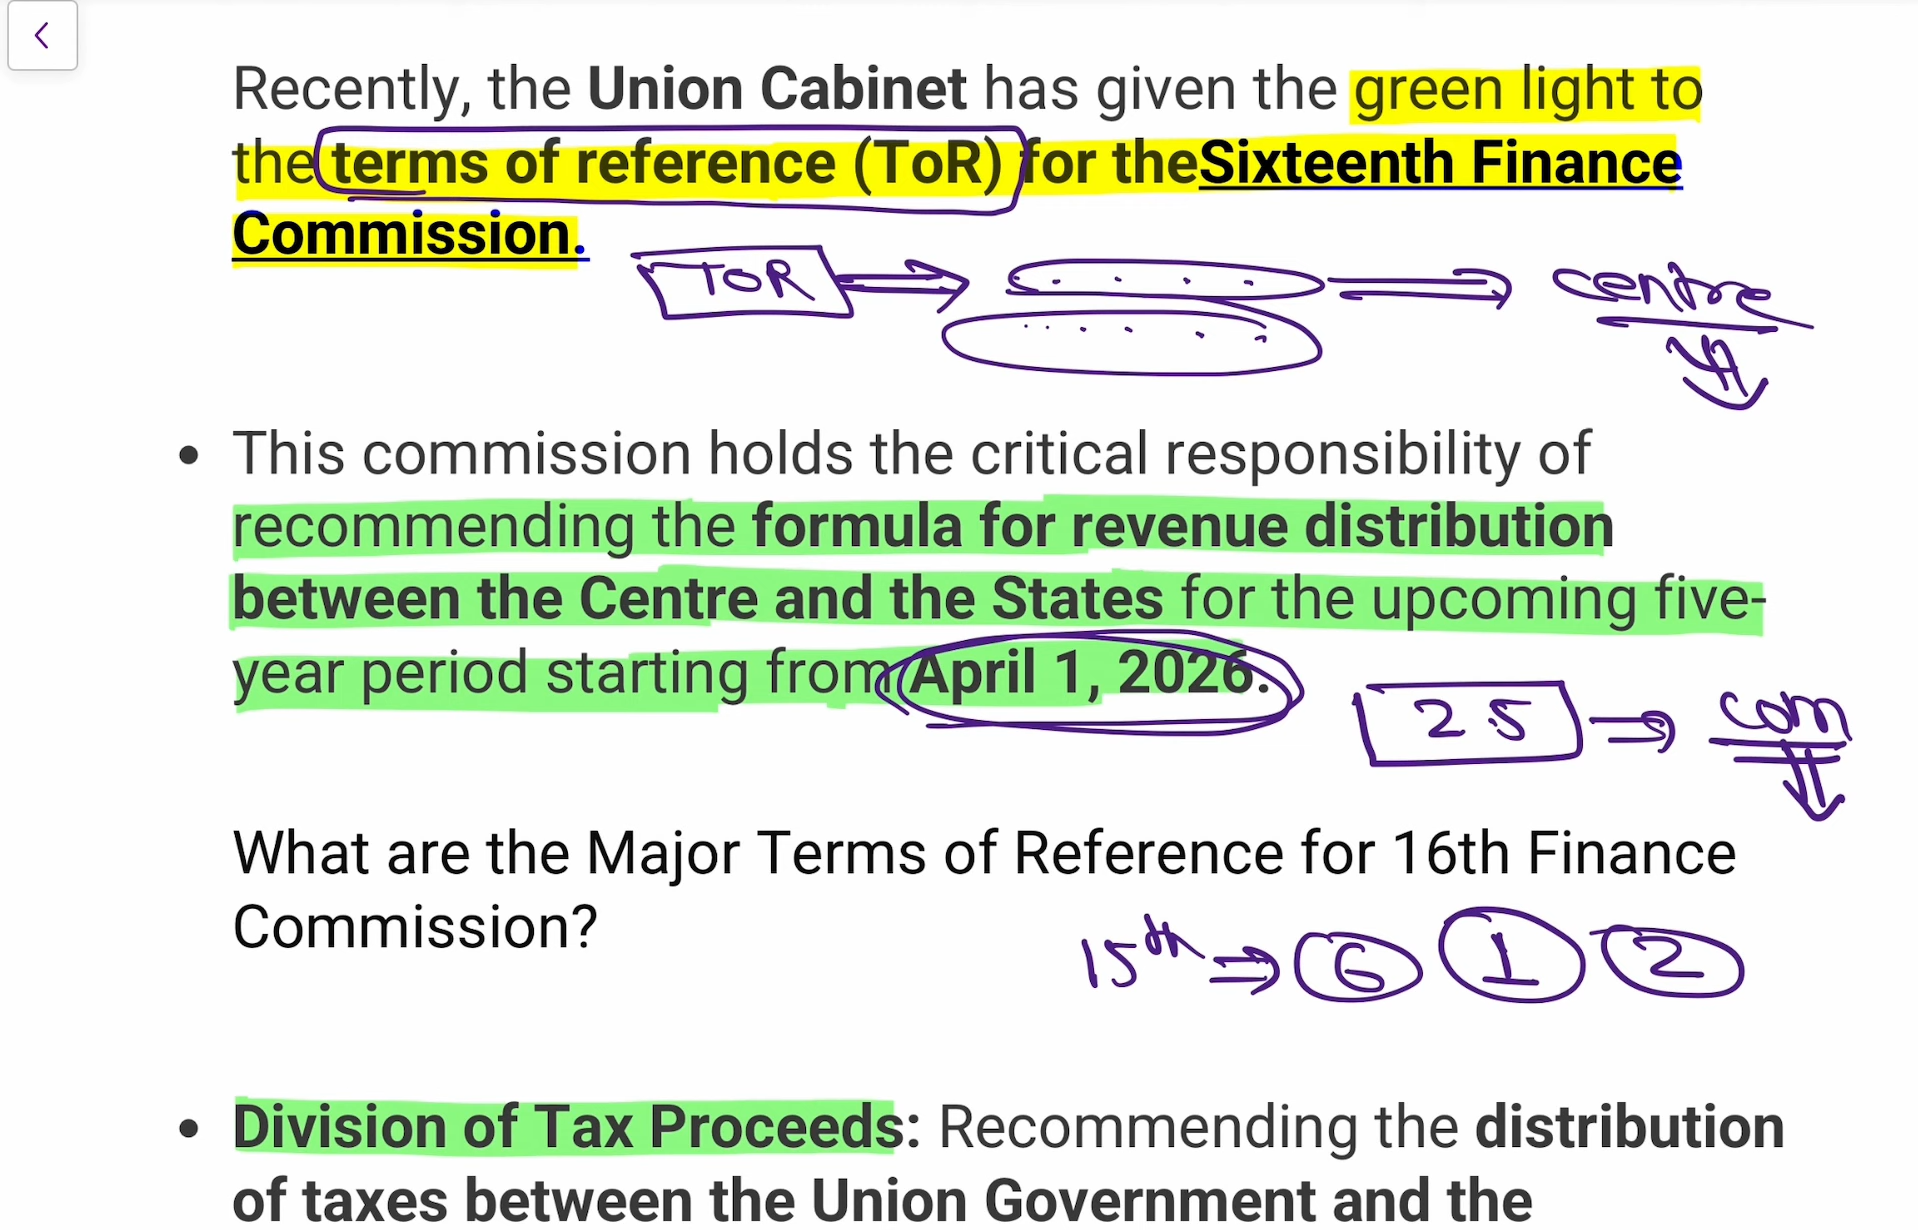 Recently, the Union Cabinet has given the green light to
the terms of reference (ToR) for theSixteenth Finance
Commission.
TOR
centre
• This commission holds the critical responsibility of
recommending the formula for revenue distribution
between the Centre and the States for the upcoming five-
year period starting from April 1, 2026.
25
com
What are the Major Terms of Reference for 16th Finance
Commission?
15th 6 1 2
• Division of Tax Proceeds: Recommending the distribution
of taxes between the Union Government and the